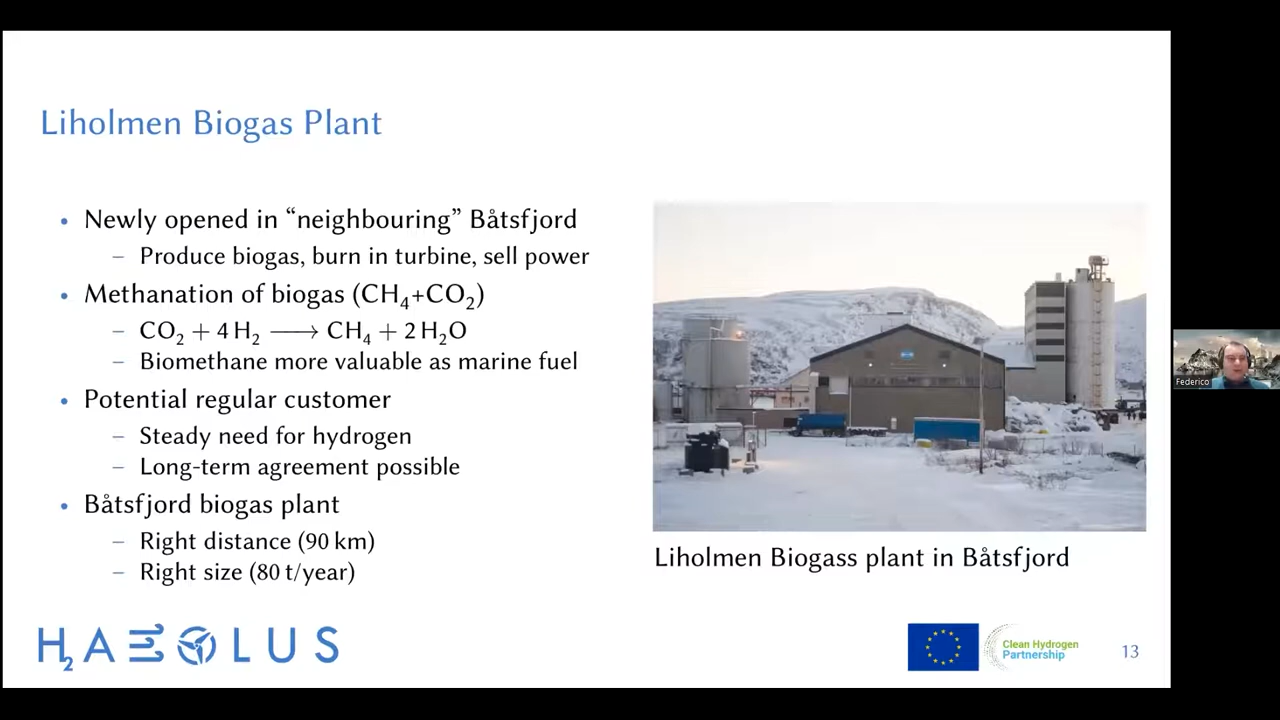 Liholmen Biogas Plant
• Newly opened in “neighbouring” Båtsfjord
– Produce biogas, burn in turbine, sell power
• Methanation of biogas (CH₄+CO₂)
– CO₂ + 4 H₂ ⟶ CH₄ + 2 H₂O
– Biomethane more valuable as marine fuel
• Potential regular customer
– Steady need for hydrogen
– Long-term agreement possible
• Båtsfjord biogas plant
– Right distance (90 km)
– Right size (80 t/year)
Liholmen Biogass plant in Båtsfjord
Federico
H₂AEOLUS
Clean Hydrogen
Partnership
13